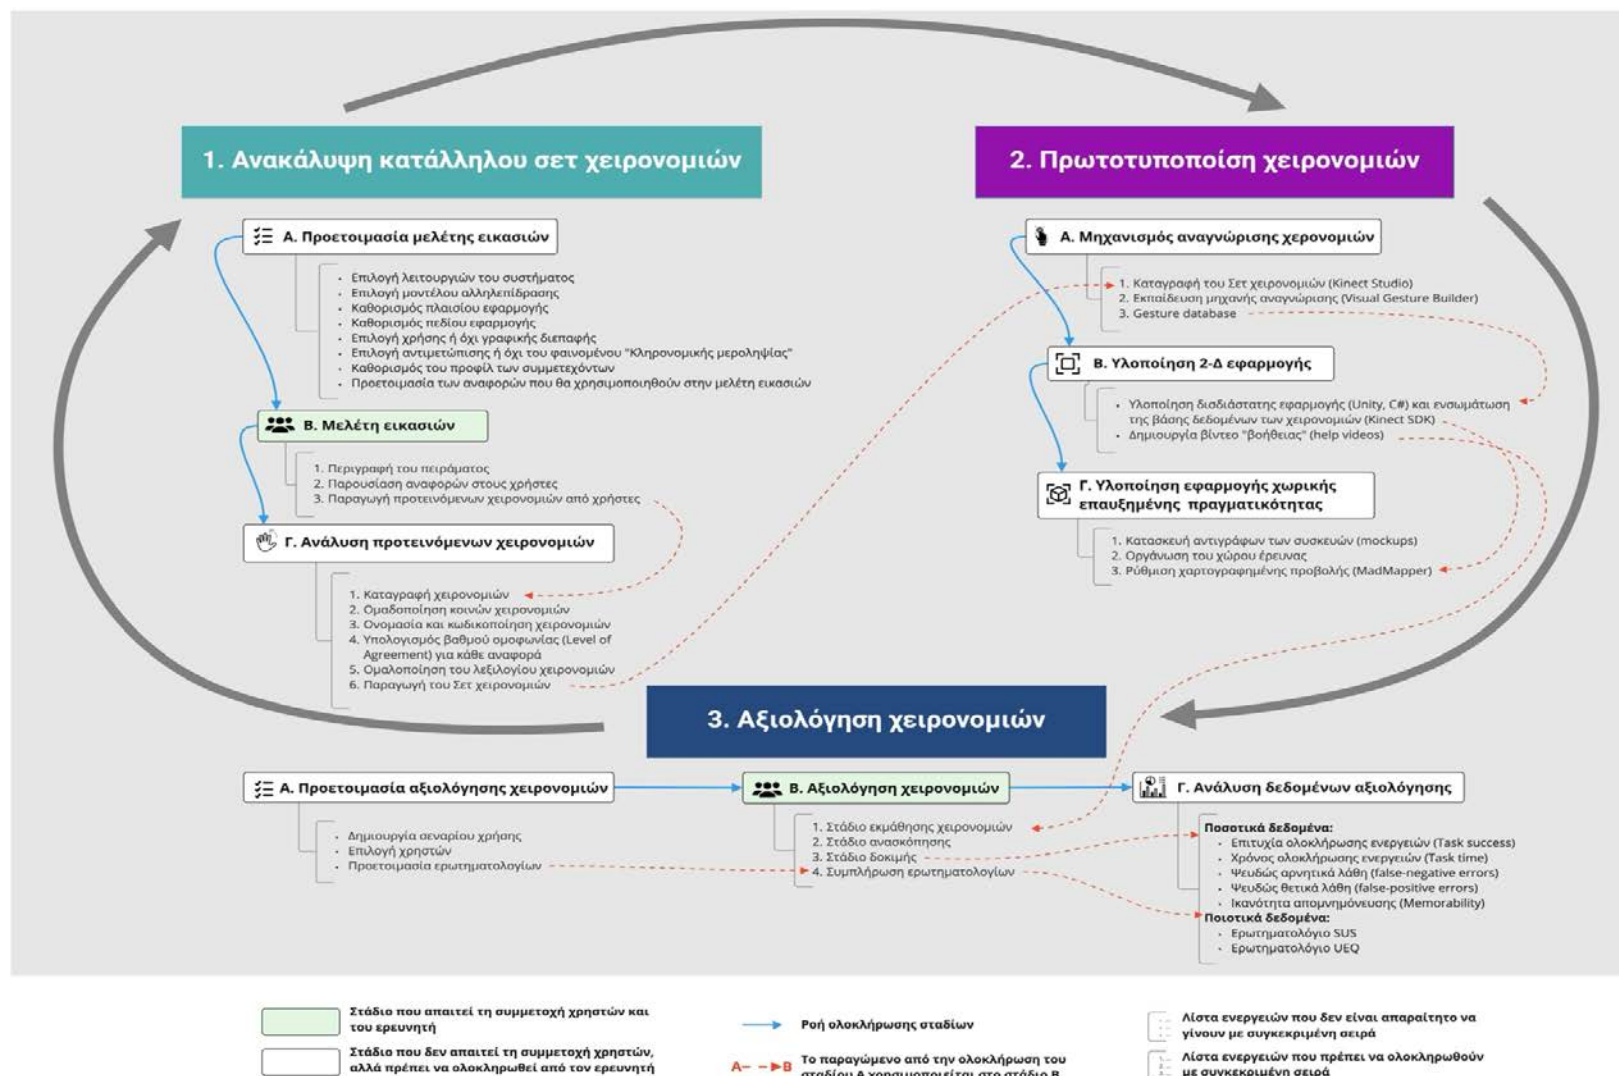 1. Ανακάλυψη κατάλληλου σετ χειρονομιών
Α. Προετοιμασία μελέτης εικασιών
Επιλογή λειτουργιών του συστήματος
Επιλογή μοντέλου αλληλεπίδρασης
Καθορισμός πλαισίου εφαρμογής
Καθορισμός πεδίου εφαρμογής
Επιλογή χρήσης ή όχι γραφικής διεπαφής
Επιλογή αντιμετώπισης ή όχι του φαινομένου "Κληρονομικής μεροληψίας"
Καθορισμός του προφίλ των συμμετεχόντων
Προετοιμασία των αναφορών που θα χρησιμοποιηθούν στην μελέτη εικασιών
Β. Μελέτη εικασιών
1. Περιγραφή του πειράματος
2. Παρουσίαση αναφορών στους χρήστες
3. Παραγωγή προτεινόμενων χειρονομιών από χρήστες
Γ. Ανάλυση προτεινόμενων χειρονομιών
1. Καταγραφή χειρονομιών
2. Ομαδοποίηση κοινών χειρονομιών
3. Ονομασία και κωδικοποίηση χειρονομιών
4. Υπολογισμός βαθμού ομοφωνίας (Level of
Agreement) για κάθε αναφορά
5. Ομαλοποίηση του λεξιλογίου χειρονομιών
6. Παραγωγή του Σετ χειρονομιών
2. Πρωτοτυποποίση χειρονομιών
Α. Μηχανισμός αναγνώρισης χερονομιών
1. Καταγραφή του Σετ χειρονομιών (Kinect Studio)
2. Εκπαίδευση μηχανής αναγνώρισης (Visual Gesture Builder)
3. Gesture database
Β. Υλοποίηση 2-Δ εφαρμογής
Υλοποίηση δισδιάστατης εφαρμογής (Unity, C#) και ενσωμάτωση
της βάσης δεδομένων των χειρονομιών (Kinect SDK)
Δημιουργία βίντεο "βοήθειας" (help videos)
Γ. Υλοποίηση εφαρμογής χωρικής
επαυξημένης πραγματικότητας
1. Κατασκευή αντιγράφων των συσκευών (mockups)
2. Οργάνωση του χώρου έρευνας
3. Ρύθμιση χαρτογραφημένης προβολής (MadMapper)
3. Αξιολόγηση χειρονομιών
Α. Προετοιμασία αξιολόγησης χειρονομιών
Δημιουργία σεναρίου χρήσης
Επιλογή χρηστών
Προετοιμασία ερωτηματολογίων
Β. Αξιολόγηση χειρονομιών
1. Στάδιο εκμάθησης χειρονομιών
2. Στάδιο ανασκόπησης
3. Στάδιο δοκιμής
4. Συμπλήρωση ερωτηματολογίων
Γ. Ανάλυση δεδομένων αξιολόγησης
Ποσοτικά δεδομένα:
Επιτυχία ολοκλήρωσης ενεργειών (Task success)
Χρόνος ολοκλήρωσης ενεργειών (Task time)
Ψευδώς αρνητικά λάθη (false-negative errors)
Ψευδώς θετικά λάθη (false-positive errors)
Ικανότητα απομνημόνευσης (Memorability)
Ποιοτικά δεδομένα:
Ερωτηματολόγιο SUS
Ερωτηματολόγιο UEQ
Στάδιο που απαιτεί τη συμμετοχή χρηστών και
του ερευνητή
Στάδιο που δεν απαιτεί τη συμμετοχή χρηστών,
αλλά πρέπει να ολοκληρωθεί από τον ερευνητή
Ροή ολοκλήρωσης σταδίων
Α Β Το παραγώμενο από την ολοκλήρωση του
σταδίου Α χρησιμοποιείται στο στάδιο Β
Λίστα ενεργειών που δεν είναι απαραίτητο να
γίνουν με συγκεκριμένη σειρά
Λίστα ενεργειών που πρέπει να ολοκληρωθούν
με συγκεκριμένη σειρά